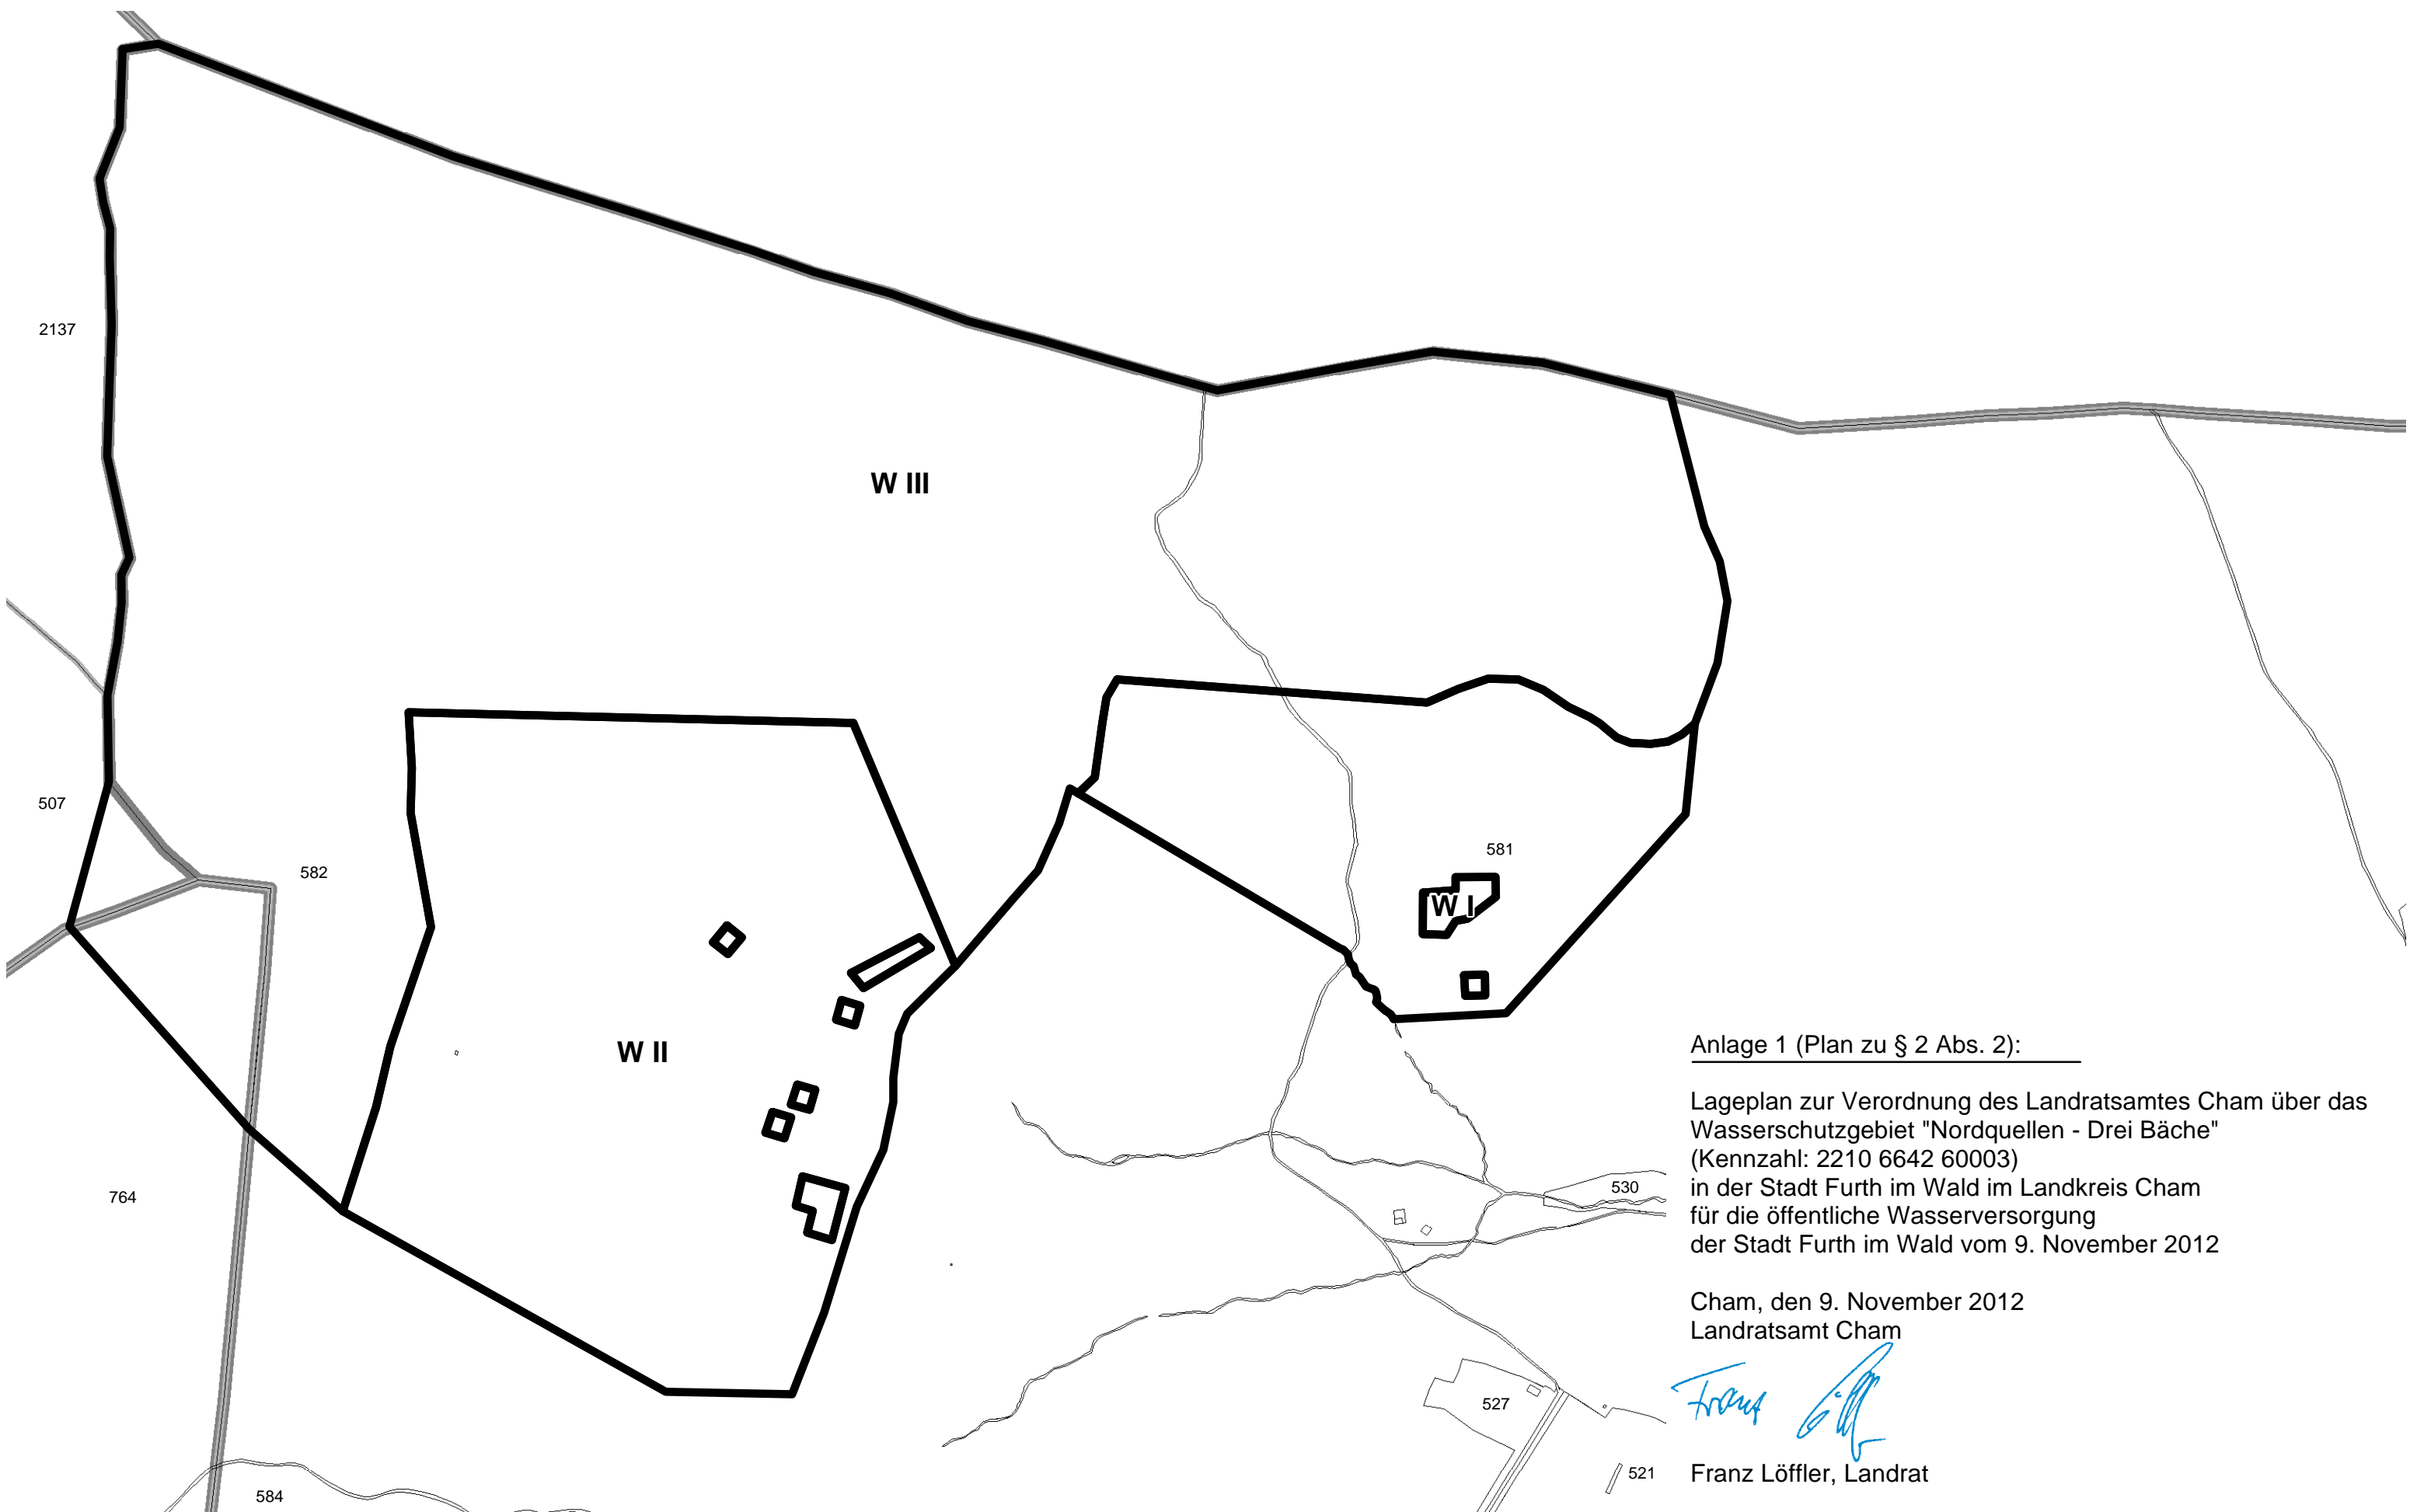 2137
W III
507
582
581
W I
W II
Anlage 1 (Plan zu § 2 Abs. 2):
Lageplan zur Verordnung des Landratsamtes Cham über das
Wasserschutzgebiet "Nordquellen - Drei Bäche"
(Kennzahl: 2210 6642 60003)
in der Stadt Furth im Wald im Landkreis Cham
für die öffentliche Wasserversorgung
der Stadt Furth im Wald vom 9. November 2012
764
530
Cham, den 9. November 2012
Landratsamt Cham
527
Franz
521
Franz Löffler, Landrat
584